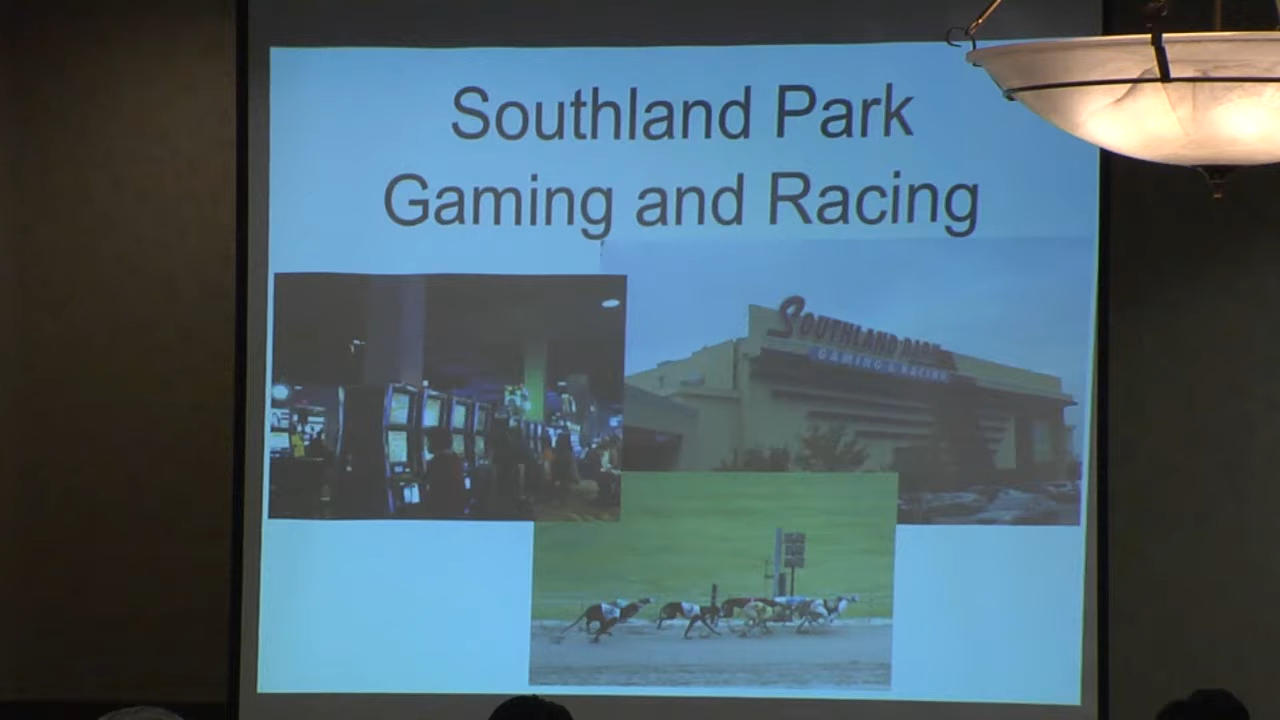 Southland Park
Gaming and Racing
SOUTHLAND PARK
GAMING & RACING